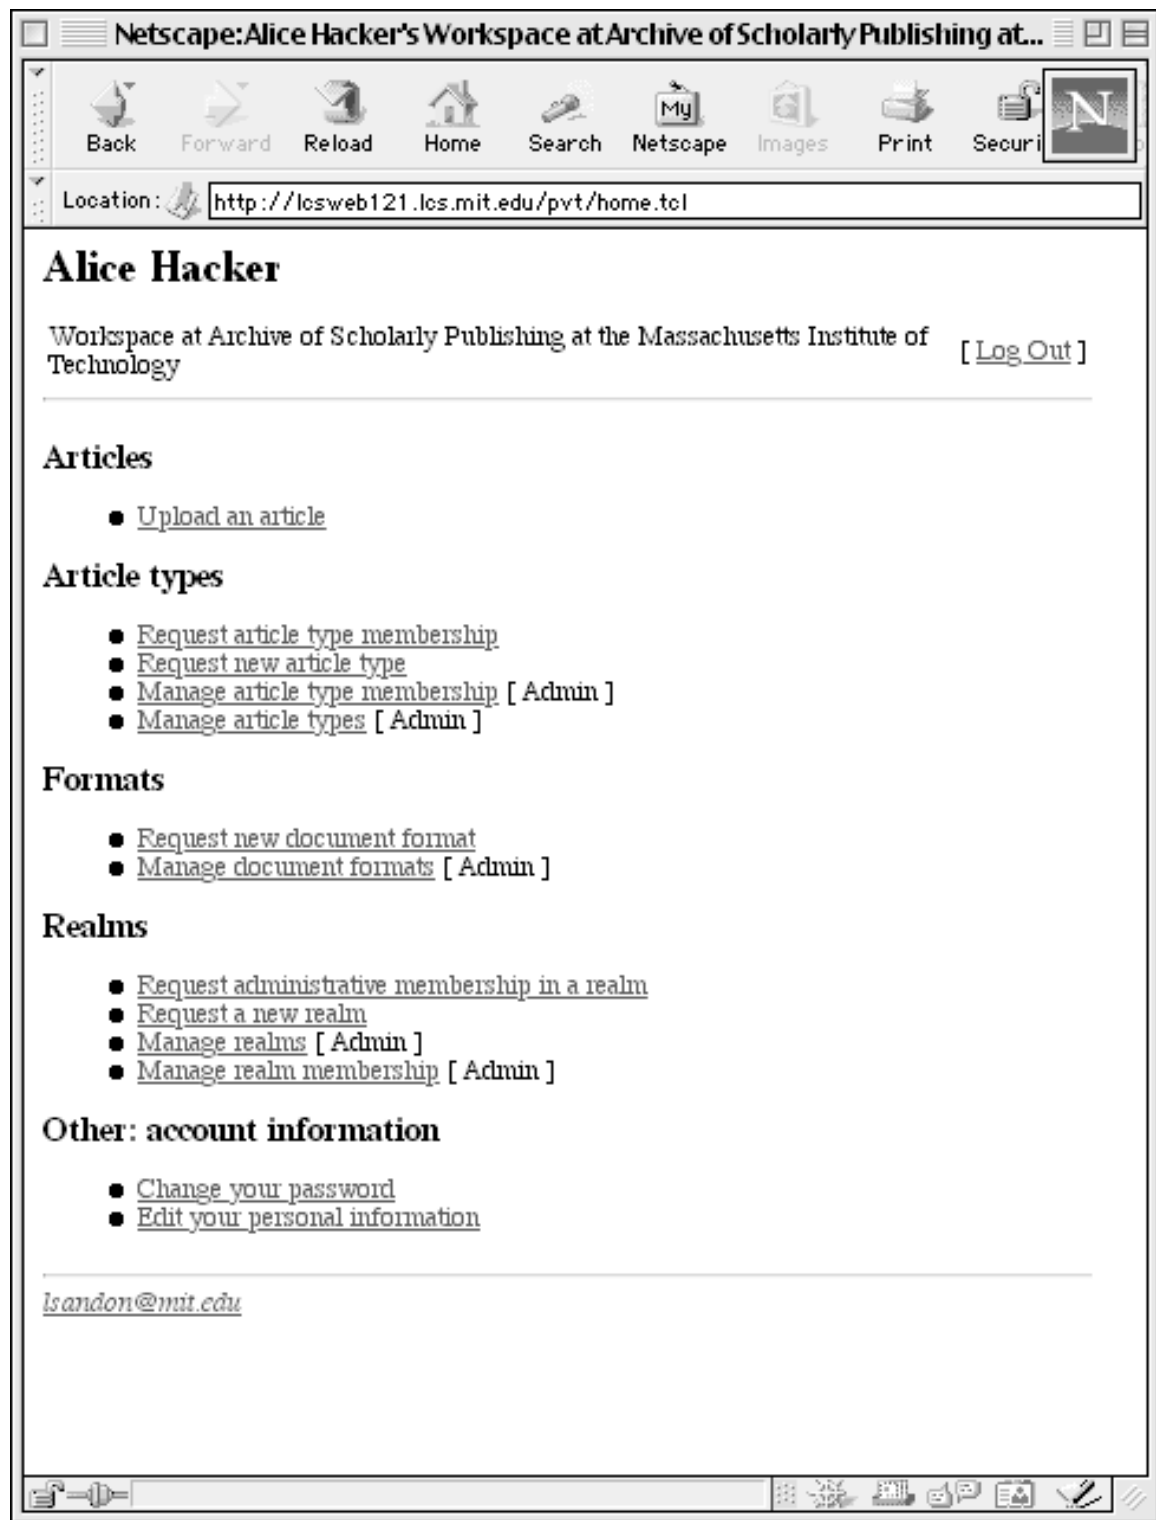 Netscape: Alice Hacker's Workspace at Archive of Scholarly Publishing at...
Back Forward Reload Home Search Netscape Images Print Securi
My
N
Location: http://lcsweb121.lcs.mit.edu/pvt/home.tcl
Alice Hacker
Workspace at Archive of Scholarly Publishing at the Massachusetts Institute of
Technology
[ Log Out ]
Articles
Upload an article
Article types
Request article type membership
Request new article type
Manage article type membership [ Admin ]
Manage article types [ Admin ]
Formats
Request new document format
Manage document formats [ Admin ]
Realms
Request administrative membership in a realm
Request a new realm
Manage realms [ Admin ]
Manage realm membership [ Admin ]
Other: account information
Change your password
Edit your personal information
lsandon@mit.edu